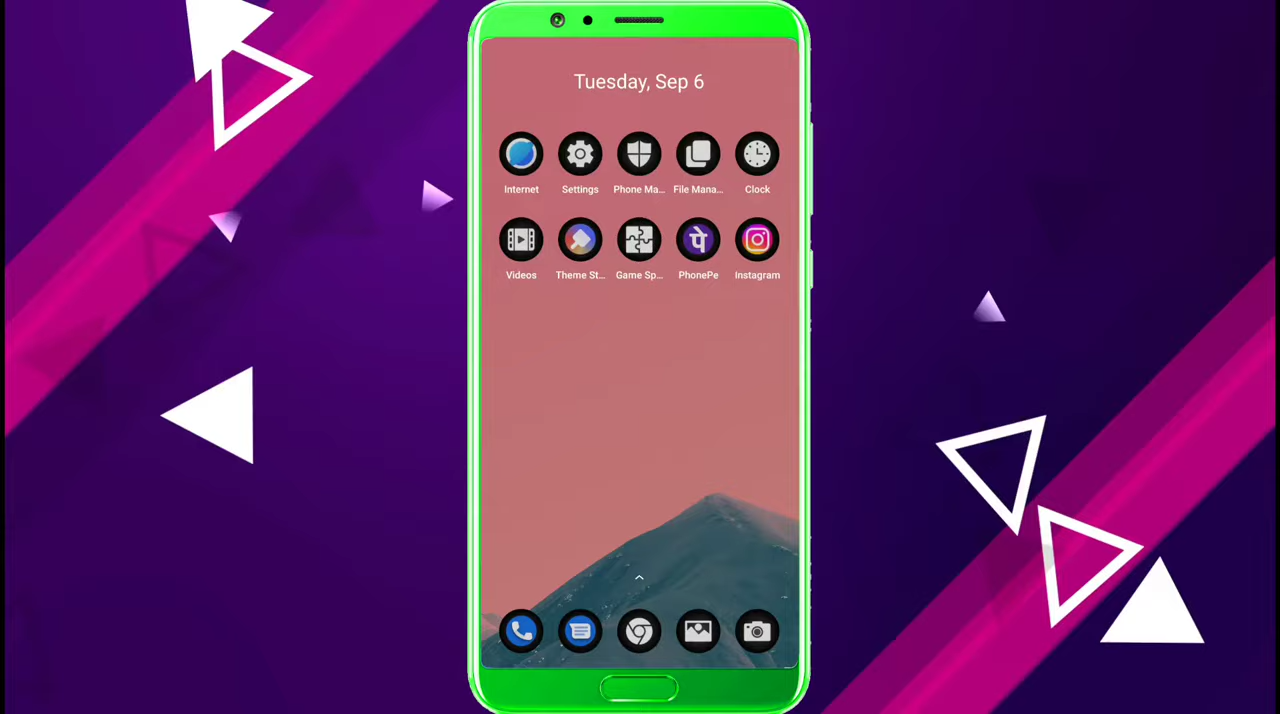 Tuesday, Sep 6
Internet Settings Phone Ma... File Mana... Clock
पे
Videos Theme St... Game Sp... PhonePe Instagram